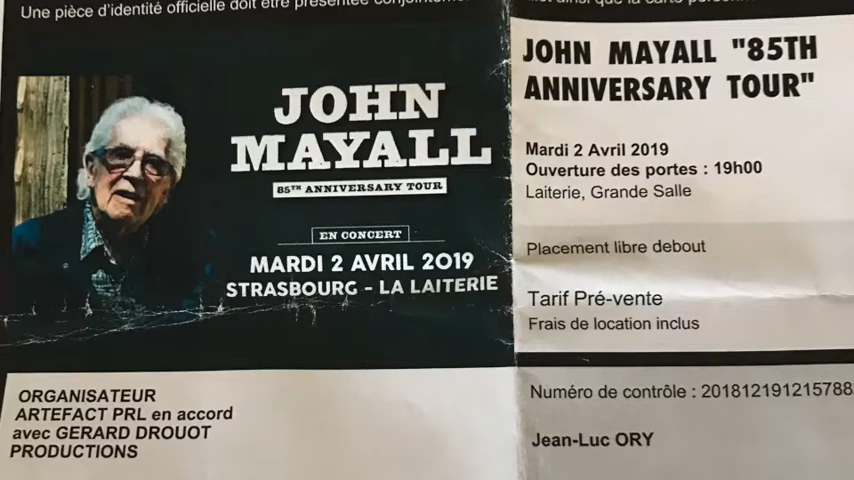 Une pièce d'identité officielle doit être présentée
JOHN
MAYALL
85TH ANNIVERSARY TOUR
EN CONCERT
MARDI 2 AVRIL 2019
STRASBOURG - LA LAITERIE
JOHN MAYALL "85TH
ANNIVERSARY TOUR"
Mardi 2 Avril 2019
Ouverture des portes : 19h00
Laiterie, Grande Salle
Placement libre debout
Tarif Pré-vente
Frais de location inclus
ORGANISATEUR
ARTEFACT PRL en accord
avec GERARD DROUOT
PRODUCTIONS
Numéro de contrôle : 201812191215788
Jean-Luc ORY